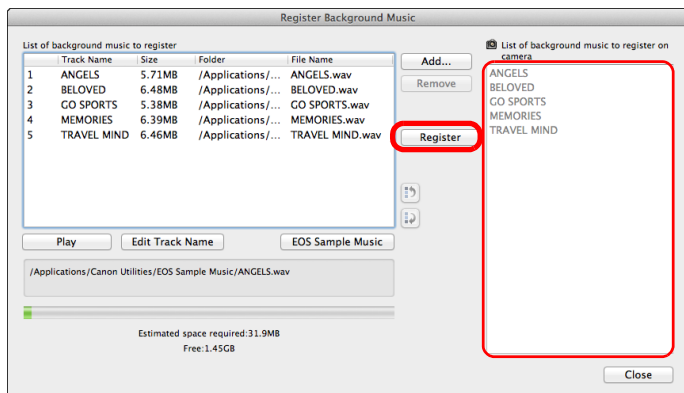 Register Background Music
List of background music to register
Track Name Size Folder File Name
1 ANGELS 5.71MB /Applications/... ANGELS.wav
2 BELOVED 6.48MB /Applications/... BELOVED.wav
3 GO SPORTS 5.38MB /Applications/... GO SPORTS.wav
4 MEMORIES 6.39MB /Applications/... MEMORIES.wav
5 TRAVEL MIND 6.46MB /Applications/... TRAVEL MIND.wav
Add...
Remove
Register
Play Edit Track Name EOS Sample Music
/Applications/Canon Utilities/EOS Sample Music/ANGELS.wav
Estimated space required:31.9MB
Free:1.45GB
List of background music to register on
camera
ANGELS
BELOVED
GO SPORTS
MEMORIES
TRAVEL MIND
Close